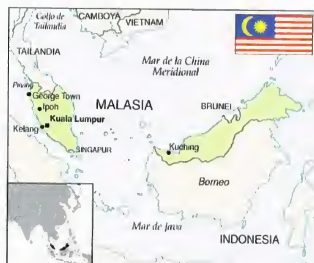 Golfo de
Tailandia
CAMBOYA
VIETNAM
TAILANDIA
Mar de la China
Meridional
Pinang
George Town
Ipoh
MALASIA
BRUNEI
Kuala Lumpur
Kelang
SINGAPUR
Kuching
Borneo
Mar de Java
INDONESIA